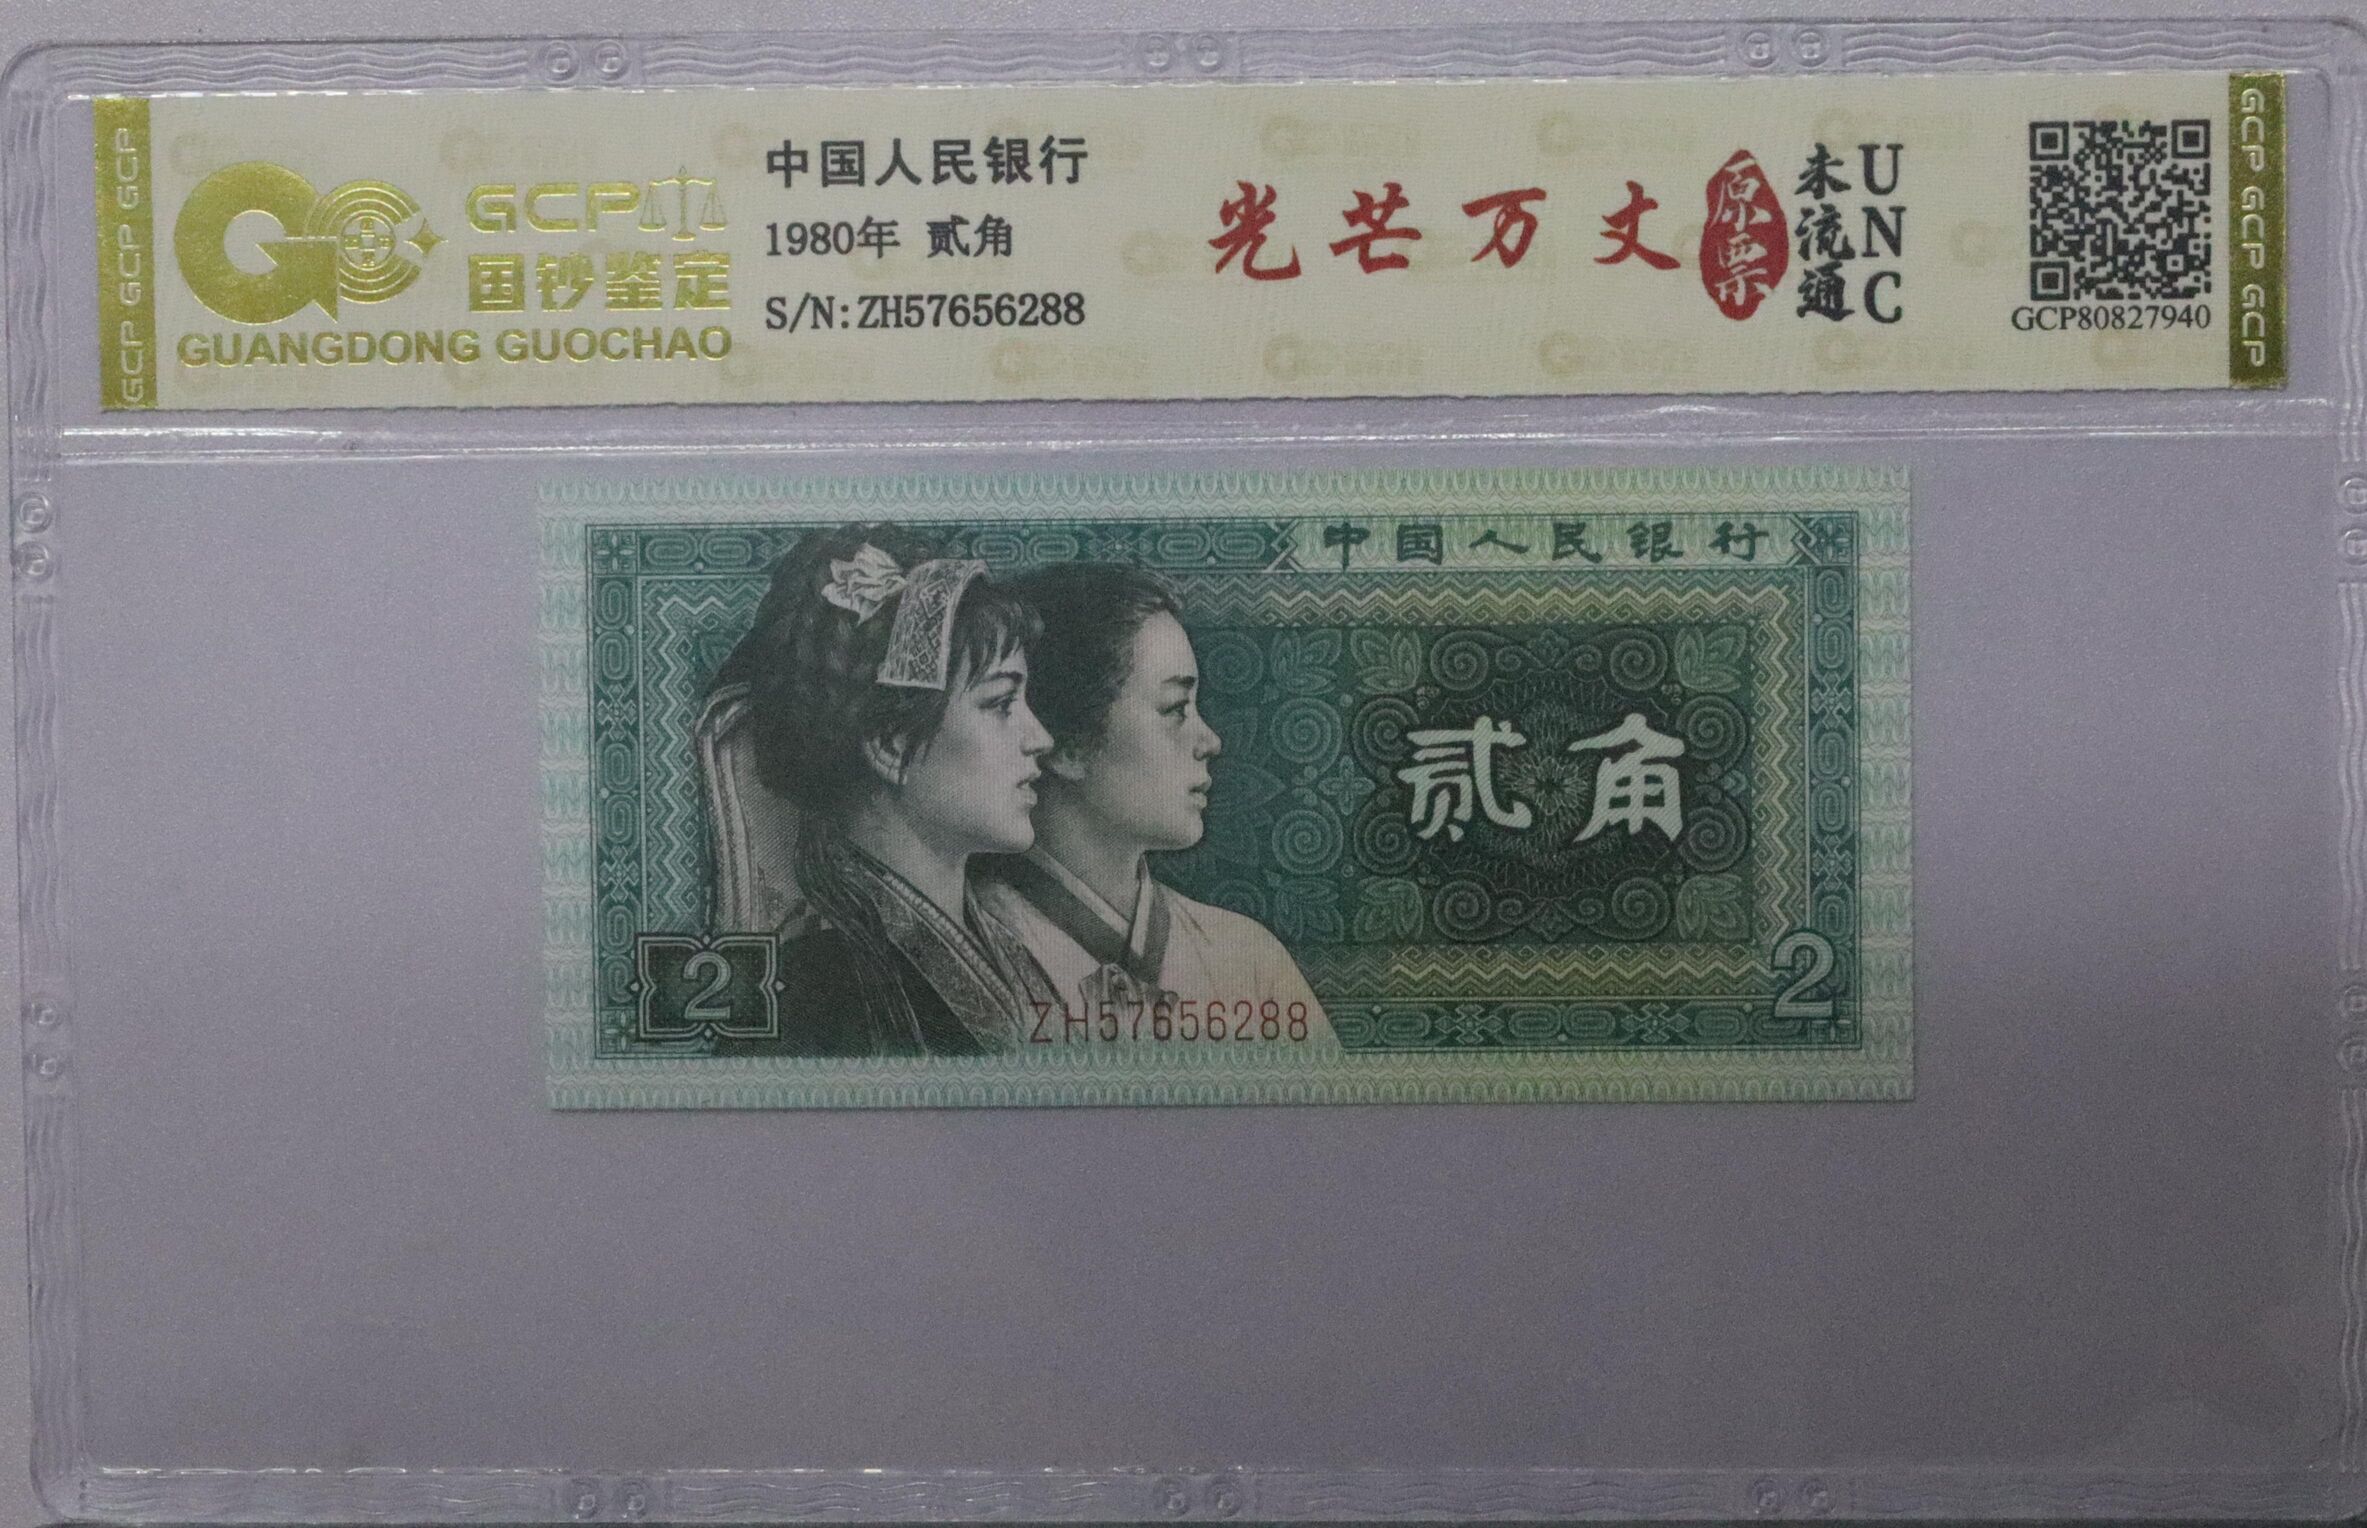 GCP GCP GCP
GCP
国钞鉴定
GUANGDONG GUOCHAO
中国人民银行
1980年 贰角
S/N:ZH57656288
光芒万丈
原票
未流通
UNC
GCP80827940
GCP GCP GCP
中国人民银行
贰角
2
2
ZH57656288